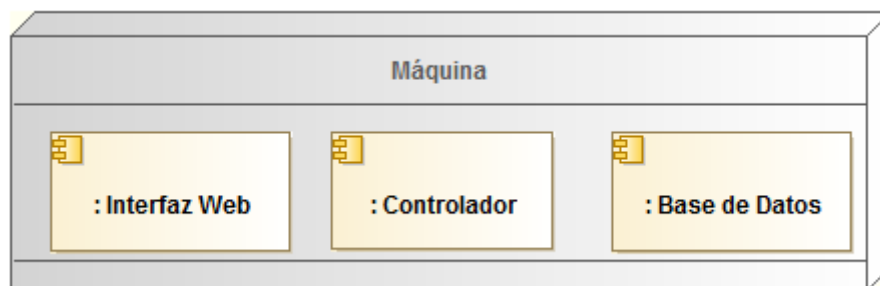 Máquina
: Interfaz Web
: Controlador
: Base de Datos